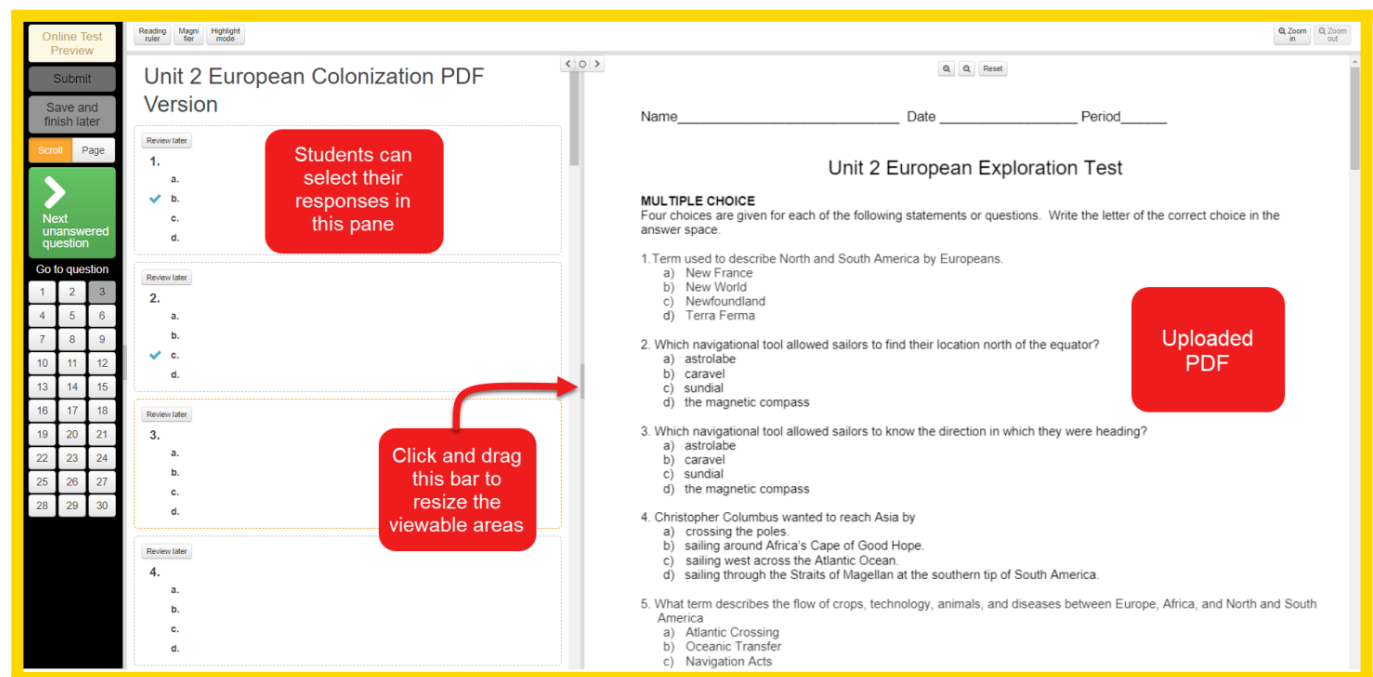 Online Test
Preview
Submit
Save and
finish later
Scroll Page
Next
unanswered
question
Go to question
1 2 3
4 5 6
7 8 9
10 11 12
13 14 15
16 17 18
19 20 21
22 23 24
25 26 27
28 29 30
Reading
ruler
Magni
fier
Highlight
mode
Zoom
in
Zoom
out
Unit 2 European Colonization PDF
Version
Review later
1.
a.
b.
c.
d.
Students can
select their
responses in
this pane
Review later
2.
a.
b.
c.
d.
Review later
3.
a.
b.
c.
d.
Click and drag
this bar to
resize the
viewable areas
Review later
4.
a.
b.
c.
d.
Reset
Name____________________________ Date __________________ Period______
Unit 2 European Exploration Test
MULTIPLE CHOICE
Four choices are given for each of the following statements or questions. Write the letter of the correct choice in the
answer space.
1.Term used to describe North and South America by Europeans.
a) New France
b) New World
c) Newfoundland
d) Terra Ferma
2. Which navigational tool allowed sailors to find their location north of the equator?
a) astrolabe
b) caravel
c) sundial
d) the magnetic compass
3. Which navigational tool allowed sailors to know the direction in which they were heading?
a) astrolabe
b) caravel
c) sundial
d) the magnetic compass
4. Christopher Columbus wanted to reach Asia by
a) crossing the poles.
b) sailing around Africa's Cape of Good Hope.
c) sailing west across the Atlantic Ocean.
d) sailing through the Straits of Magellan at the southern tip of South America.
5. What term describes the flow of crops, technology, animals, and diseases between Europe, Africa, and North and South
America
a) Atlantic Crossing
b) Oceanic Transfer
c) Navigation Acts
Uploaded
PDF